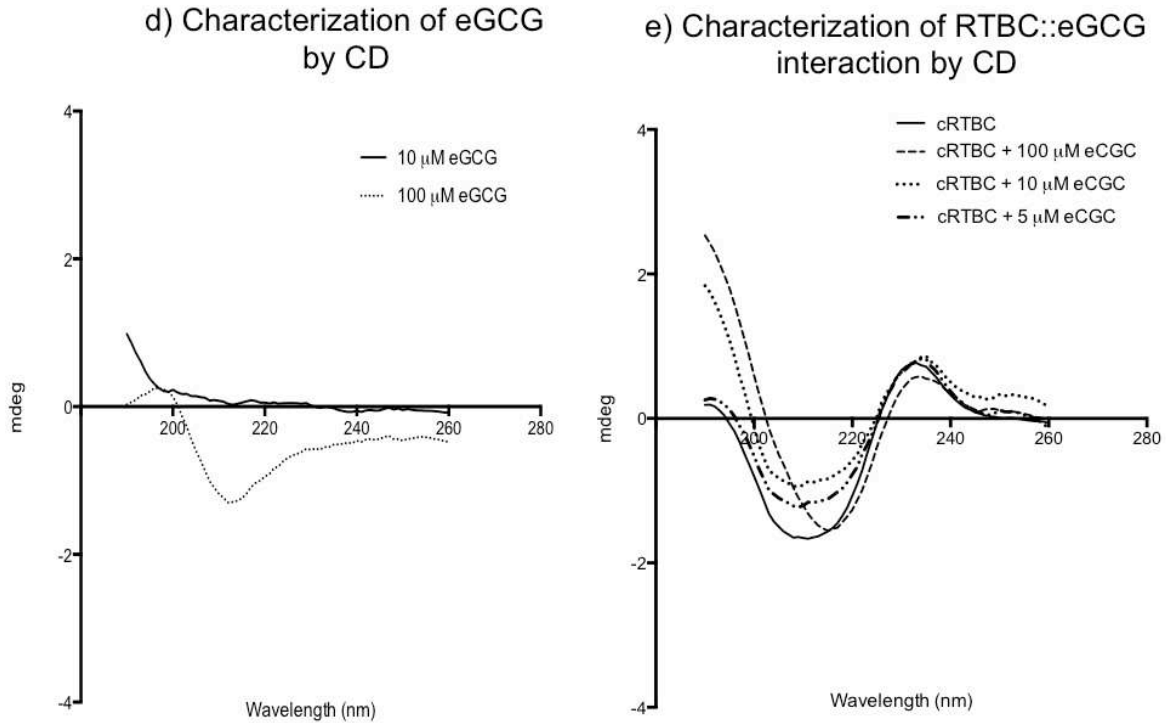 d) Characterization of eGCG
by CD
4
2
0
-2
-4
200
220
240
260
280
mdeg
Wavelength (nm)
10 μM eGCG
100 μM eGCG
e) Characterization of RTBC::eGCG
interaction by CD
cRTBC
cRTBC + 100 μM eCGC
cRTBC + 10 μM eCGC
cRTBC + 5 μM eCGC
4
2
0
-2
-4
200
220
240
260
280
mdeg
Wavelength (nm)